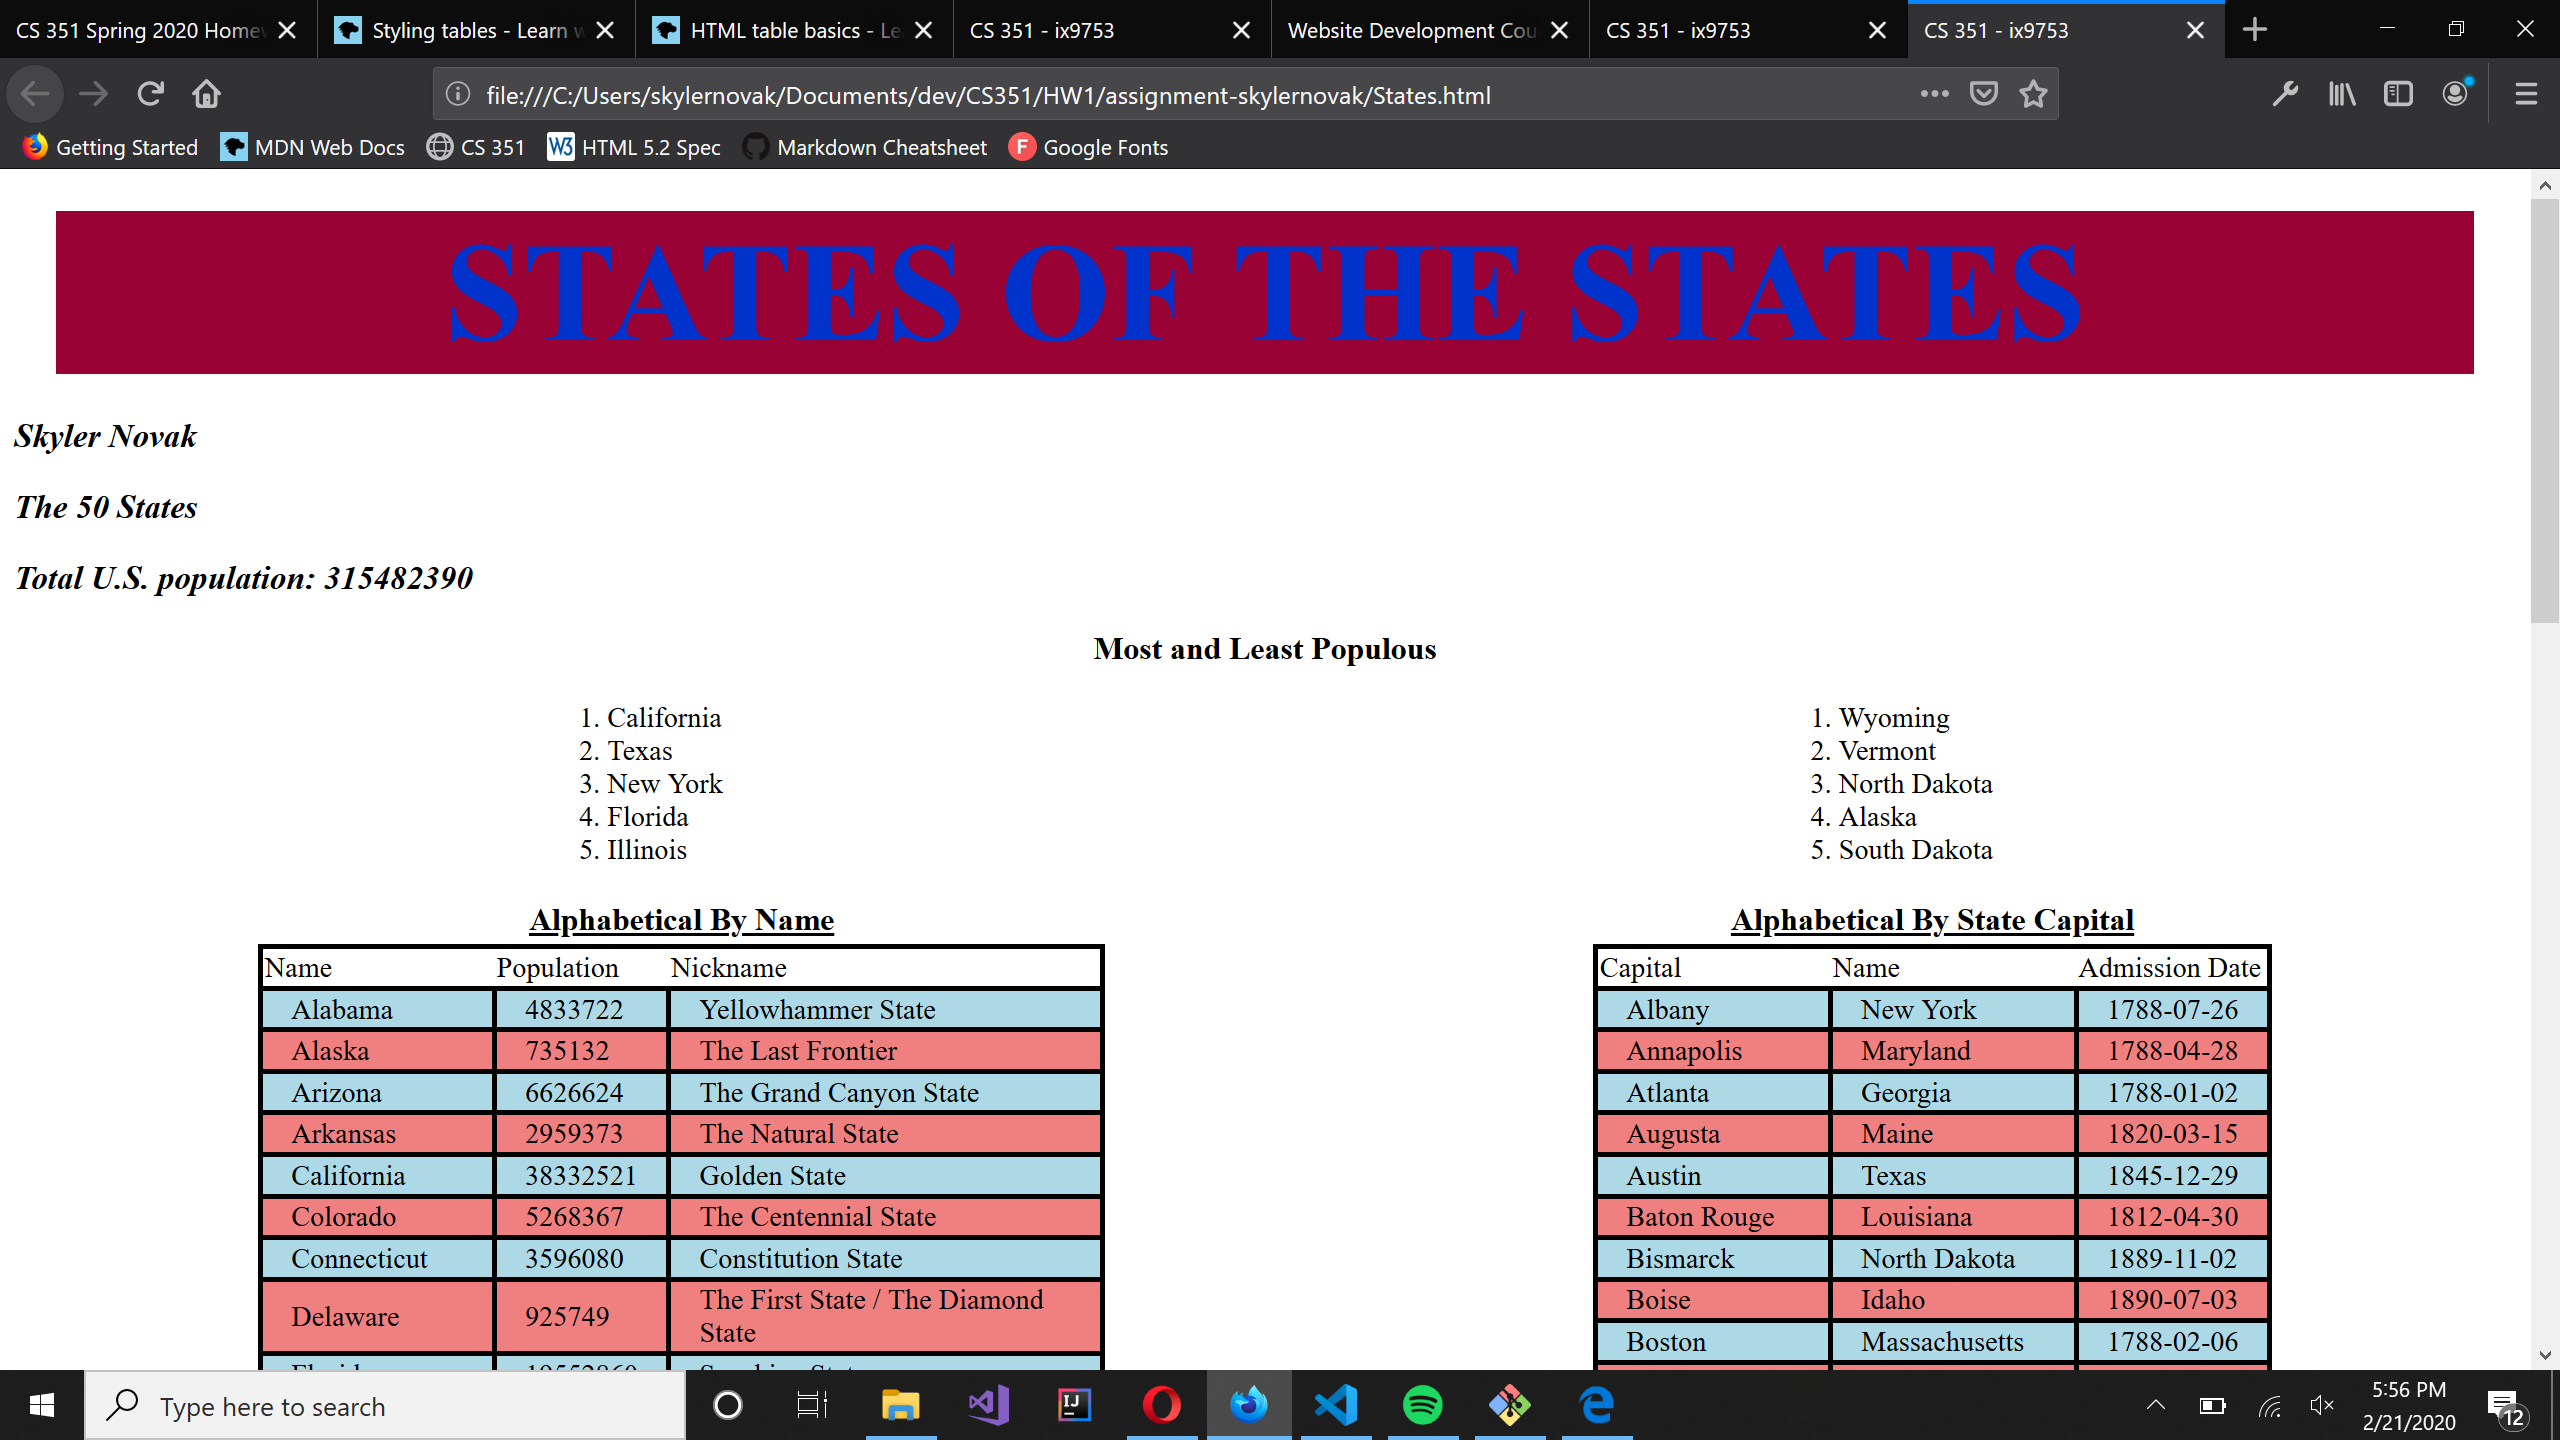 CS 351 Spring 2020 Homew
Styling tables - Learn w
HTML table basics - Le
CS 351 - ix9753
Website Development Cou
CS 351 - ix9753
CS 351 - ix9753
file:///C:/Users/skylernovak/Documents/dev/CS351/HW1/assignment-skylernovak/States.html
Getting Started
MDN Web Docs
CS 351
W3 HTML 5.2 Spec
Markdown Cheatsheet
F Google Fonts
STATES OF THE STATES
Skyler Novak
The 50 States
Total U.S. population: 315482390
Most and Least Populous
1. California
2. Texas
3. New York
4. Florida
5. Illinois
1. Wyoming
2. Vermont
3. North Dakota
4. Alaska
5. South Dakota
Alphabetical By Name
Name Population Nickname
Alabama 4833722 Yellowhammer State
Alaska 735132 The Last Frontier
Arizona 6626624 The Grand Canyon State
Arkansas 2959373 The Natural State
California 38332521 Golden State
Colorado 5268367 The Centennial State
Connecticut 3596080 Constitution State
Delaware 925749 The First State / The Diamond
State
Alphabetical By State Capital
Capital Name Admission Date
Albany New York 1788-07-26
Annapolis Maryland 1788-04-28
Atlanta Georgia 1788-01-02
Augusta Maine 1820-03-15
Austin Texas 1845-12-29
Baton Rouge Louisiana 1812-04-30
Bismarck North Dakota 1889-11-02
Boise Idaho 1890-07-03
Boston Massachusetts 1788-02-06
Type here to search
IJ
5:56 PM
2/21/2020
12